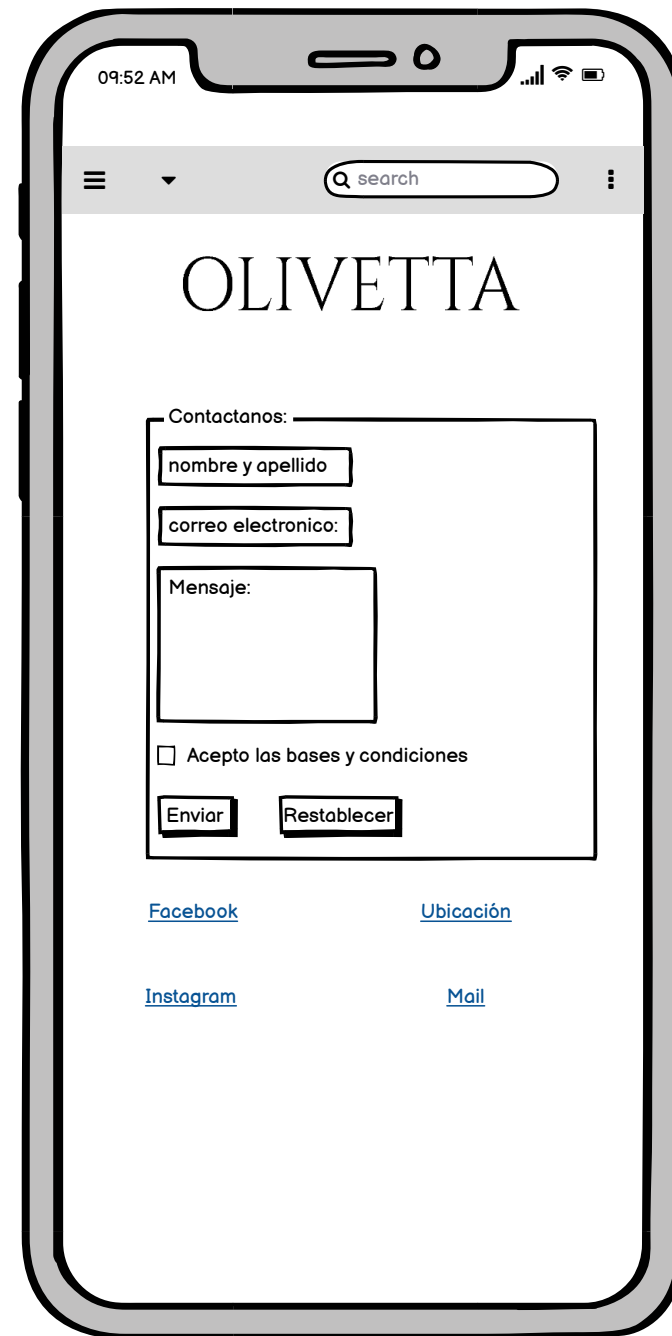 09:52 AM
search
OLIVETTA
Contactanos:
nombre y apellido
correo electronico:
Mensaje:
Acepto las bases y condiciones
Enviar Restablecer
Facebook Ubicación
Instagram Mail